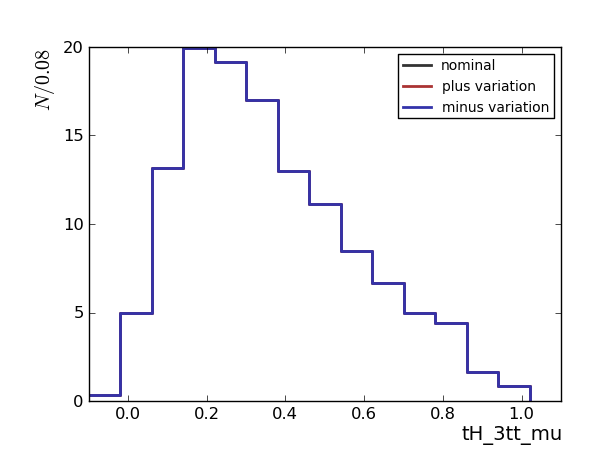 N/0.08
20
15
10
5
0
nominal
plus variation
minus variation
0.0 0.2 0.4 0.6 0.8 1.0
tH_3tt_mu